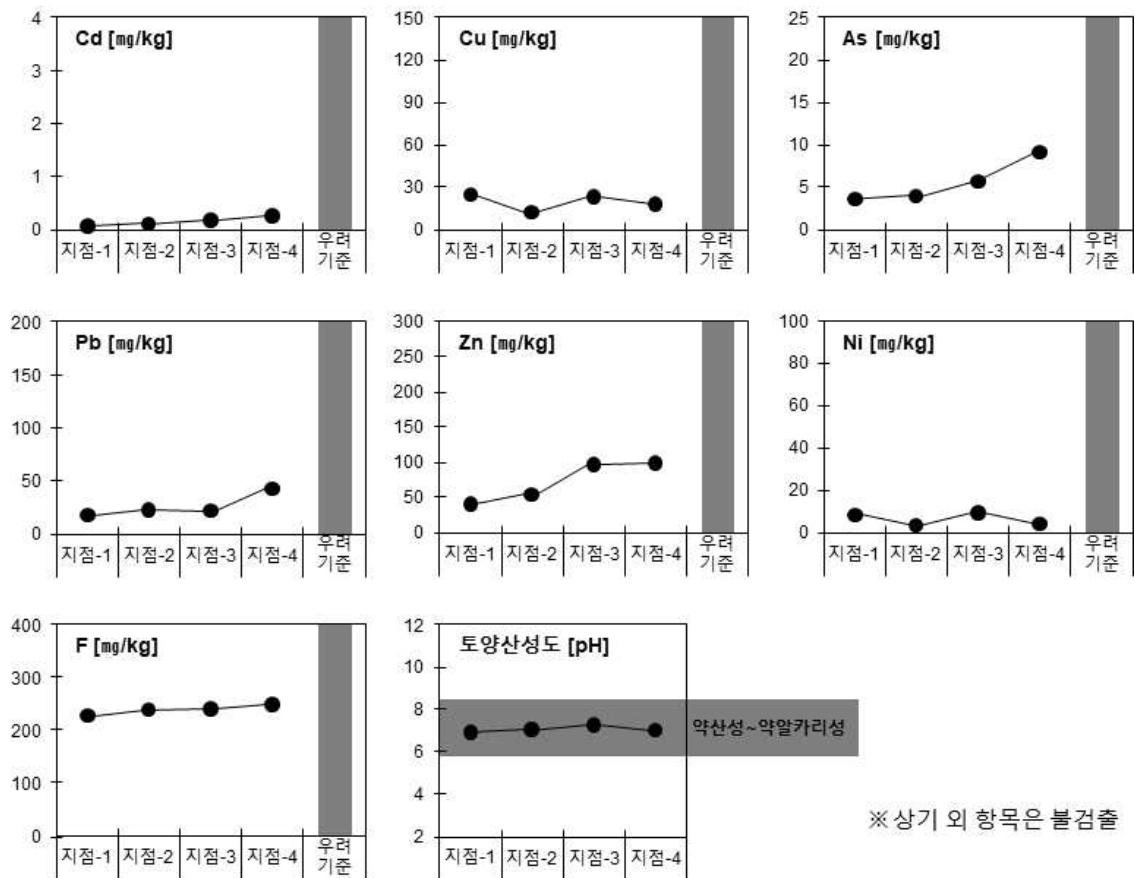 Cd [㎎/kg]
4
3
2
1
0
지점-1 지점-2 지점-3 지점-4 우려
기준
Cu [㎎/kg]
150
120
90
60
30
0
지점-1 지점-2 지점-3 지점-4 우려
기준
As [㎎/kg]
25
20
15
10
5
0
지점-1 지점-2 지점-3 지점-4 우려
기준
Pb [㎎/kg]
200
150
100
50
0
지점-1 지점-2 지점-3 지점-4 우려
기준
Zn [㎎/kg]
300
250
200
150
100
50
0
지점-1 지점-2 지점-3 지점-4 우려
기준
Ni [㎎/kg]
100
80
60
40
20
0
지점-1 지점-2 지점-3 지점-4 우려
기준
F [㎎/kg]
400
300
200
100
0
지점-1 지점-2 지점-3 지점-4 우려
기준
토양산성도 [pH]
12
10
8
6
4
2
약산성~약알카리성
지점-1 지점-2 지점-3 지점-4
※ 상기 외 항목은 불검출